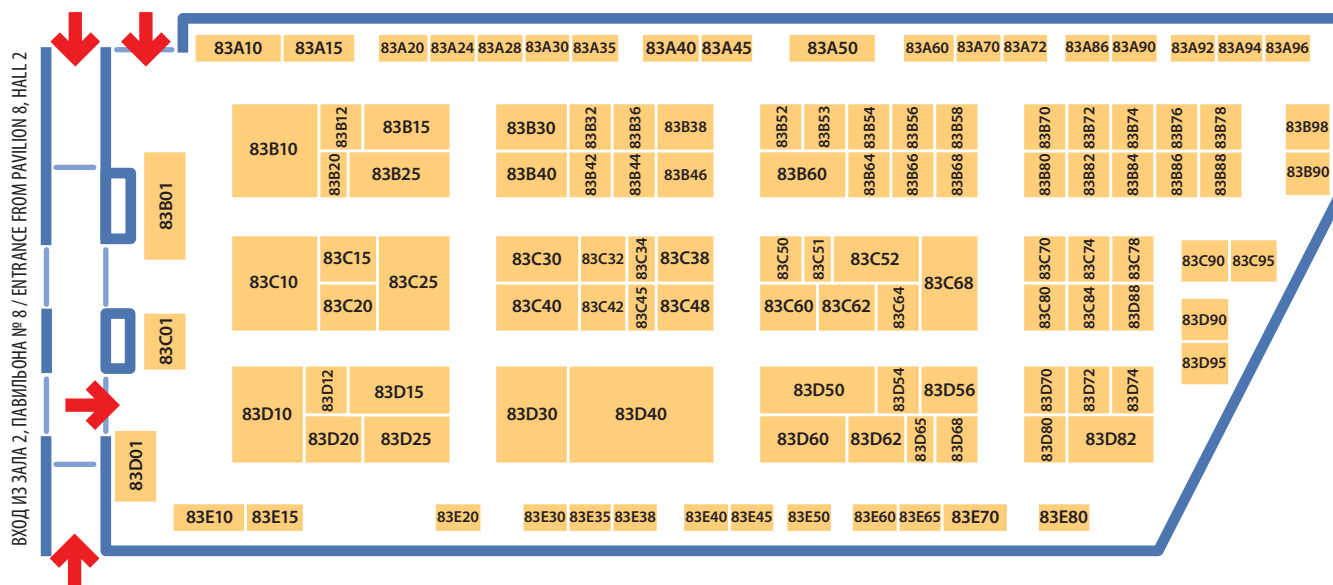 ВХОД ИЗ ЗАЛА 2, ПАВИЛЬОНА № 8 / ENTRANCE FROM PAVILION 8, HALL 2
83A10 83A15 83A20 83A24 83A28 83A30 83A35 83A40 83A45 83A50 83A60 83A70 83A72 83A86 83A90 83A92 83A94 83A96
83B10 83B12 83B15 83B30 83B32 83B36 83B38 83B52 83B53 83B54 83B56 83B58 83B70 83B72 83B74 83B76 83B78 83B98
83B01 83B20 83B25 83B40 83B42 83B44 83B46 83B60 83B64 83B66 83B68 83B80 83B82 83B84 83B86 83B88 83B90
83C10 83C15 83C25 83C30 83C32 83C34 83C38 83C50 83C51 83C52 83C68 83C70 83C74 83C78 83C90 83C95
83C01 83C20 83C40 83C42 83C45 83C48 83C60 83C62 83C64 83C80 83C84 83D88 83D90
83D95
83D10 83D12 83D15 83D30 83D40 83D50 83D54 83D56 83D70 83D72 83D74
83D01 83D20 83D25 83D60 83D62 83D65 83D68 83D80 83D82
83E10 83E15 83E20 83E30 83E35 83E38 83E40 83E45 83E50 83E60 83E65 83E70 83E80